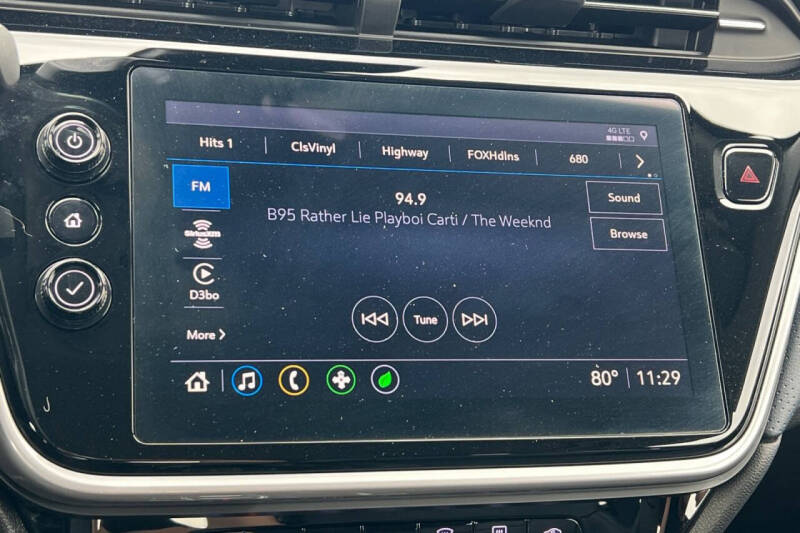 4G LTE
Hits 1 ClsVinyl Highway FOXHdlns 680
FM
94.9
B95 Rather Lie Playboi Carti / The Weeknd
Sound
Browse
SiriusXM
D3bo
Tune
More
80° 11:29